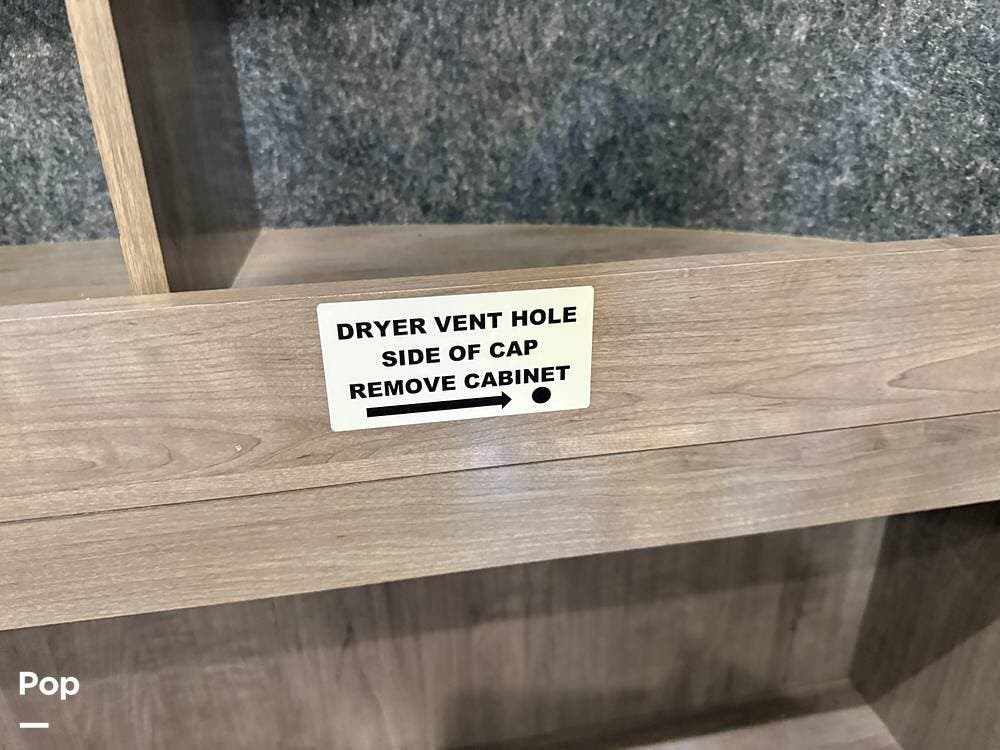 DRYER VENT HOLE
SIDE OF CAP
REMOVE CABINET
Pop